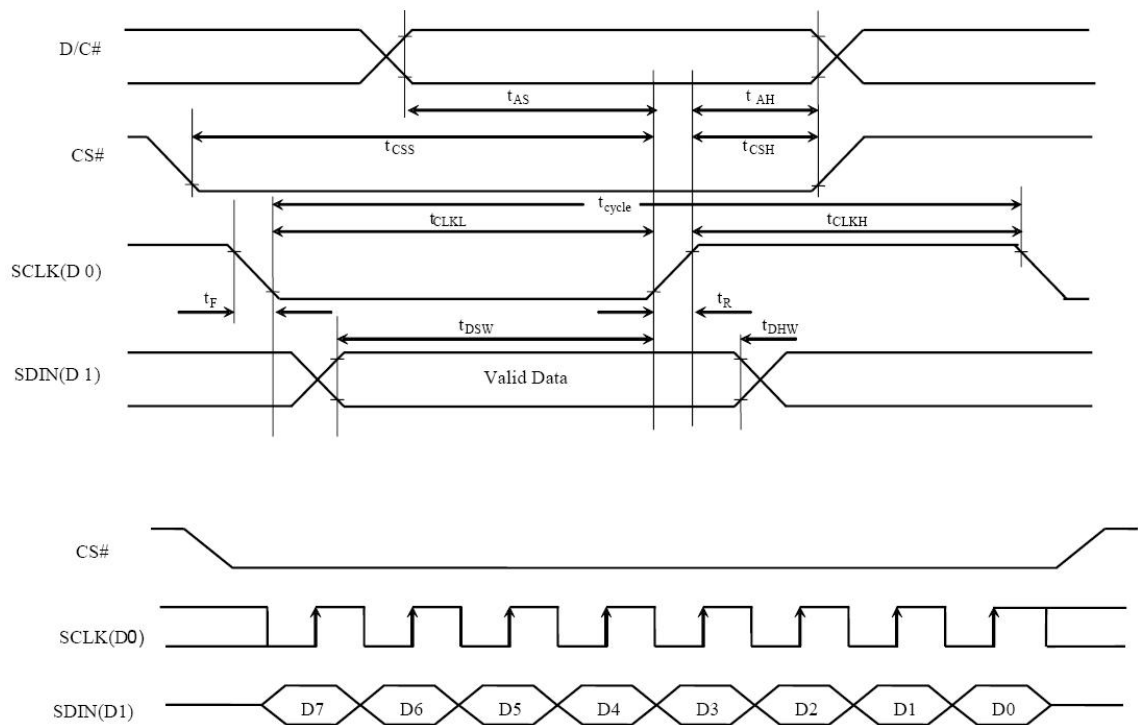 D/C#
tAS
t AH
tCSS
tCSH
CS#
tcycle
tCLKL
tCLKH
SCLK(D 0)
tF
tR
tDSW
tDHW
SDIN(D 1)
Valid Data
CS#
SCLK(D0)
SDIN(D1)
D7 D6 D5 D4 D3 D2 D1 D0